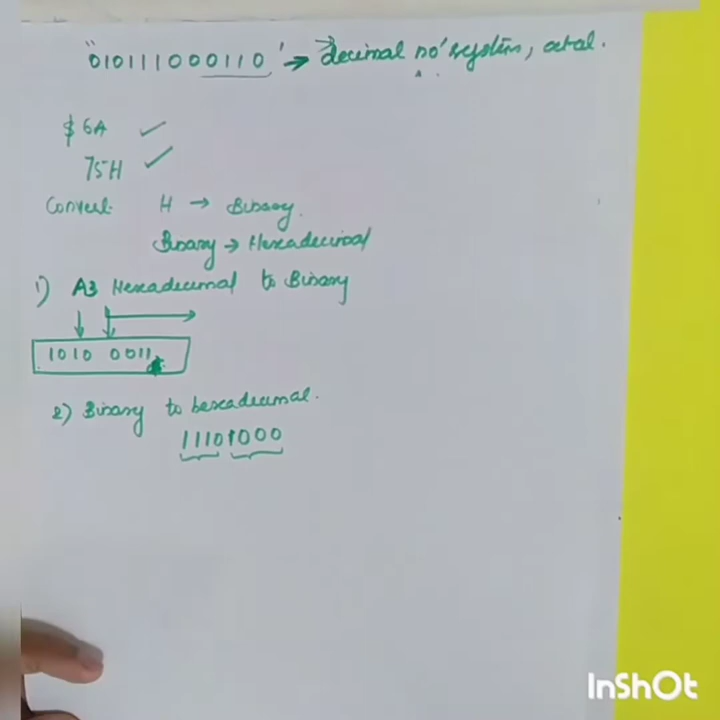 "010111000110" → decimal no' system, octal.
$6A ✓
75H ✓
Convert H → Binary.
Binary → Hexadecimal
1) A3 Hexadecimal to Binary
1010 0011
2) Binary to hexadecimal.
11101000
InShOt